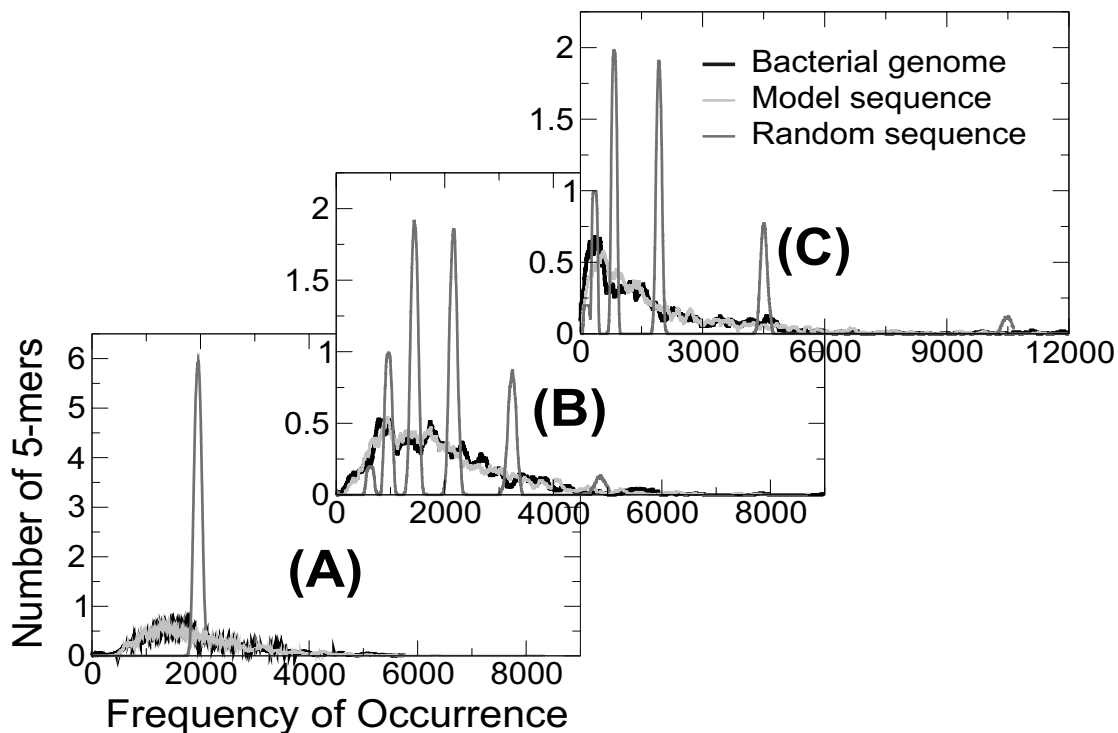 2
1.5
1
0.5
0
0 3000 6000 9000 12000
Bacterial genome
Model sequence
Random sequence
(C)
2
1.5
1
0.5
0
0 2000 4000 6000 8000
(B)
6
5
4
3
2
1
0
0 2000 4000 6000 8000
(A)
Number of 5-mers
Frequency of Occurrence